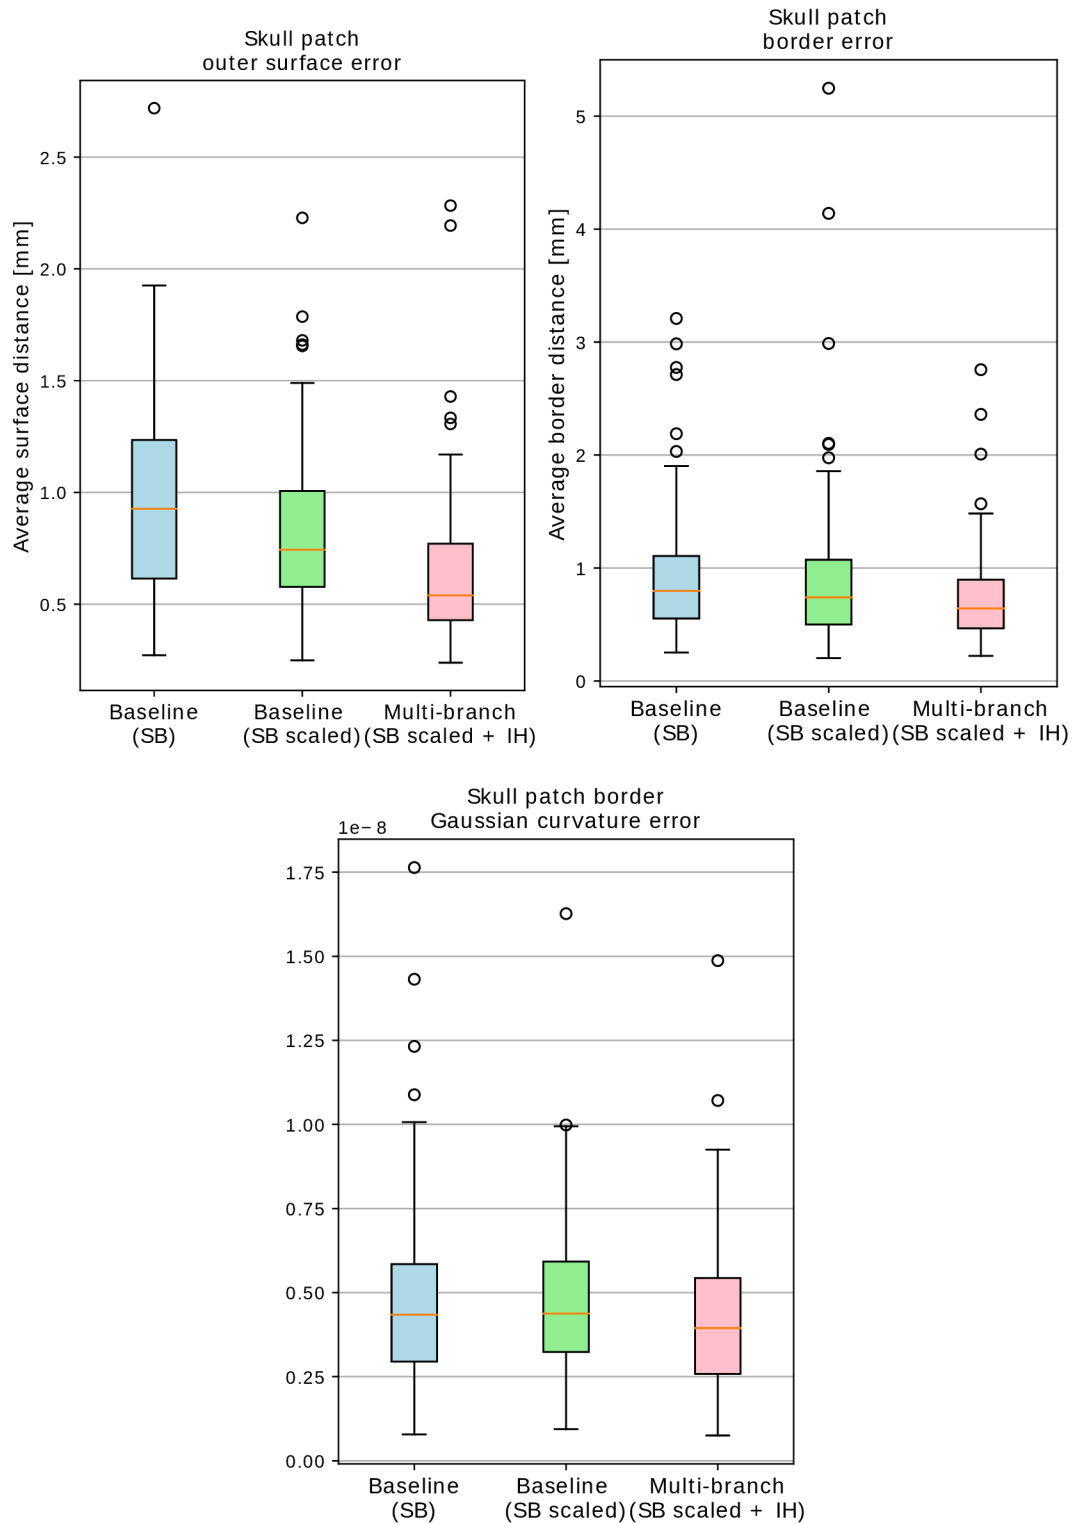 Skull patch
outer surface error
Average surface distance [mm]
2.5
2.0
1.5
1.0
0.5
Baseline
(SB)
Baseline
(SB scaled)
Multi-branch
(SB scaled + IH)
Skull patch
border error
Average border distance [mm]
5
4
3
2
1
0
Baseline
(SB)
Baseline
(SB scaled)
Multi-branch
(SB scaled + IH)
Skull patch border
Gaussian curvature error
1e−8
1.75
1.50
1.25
1.00
0.75
0.50
0.25
0.00
Baseline
(SB)
Baseline
(SB scaled)
Multi-branch
(SB scaled + IH)